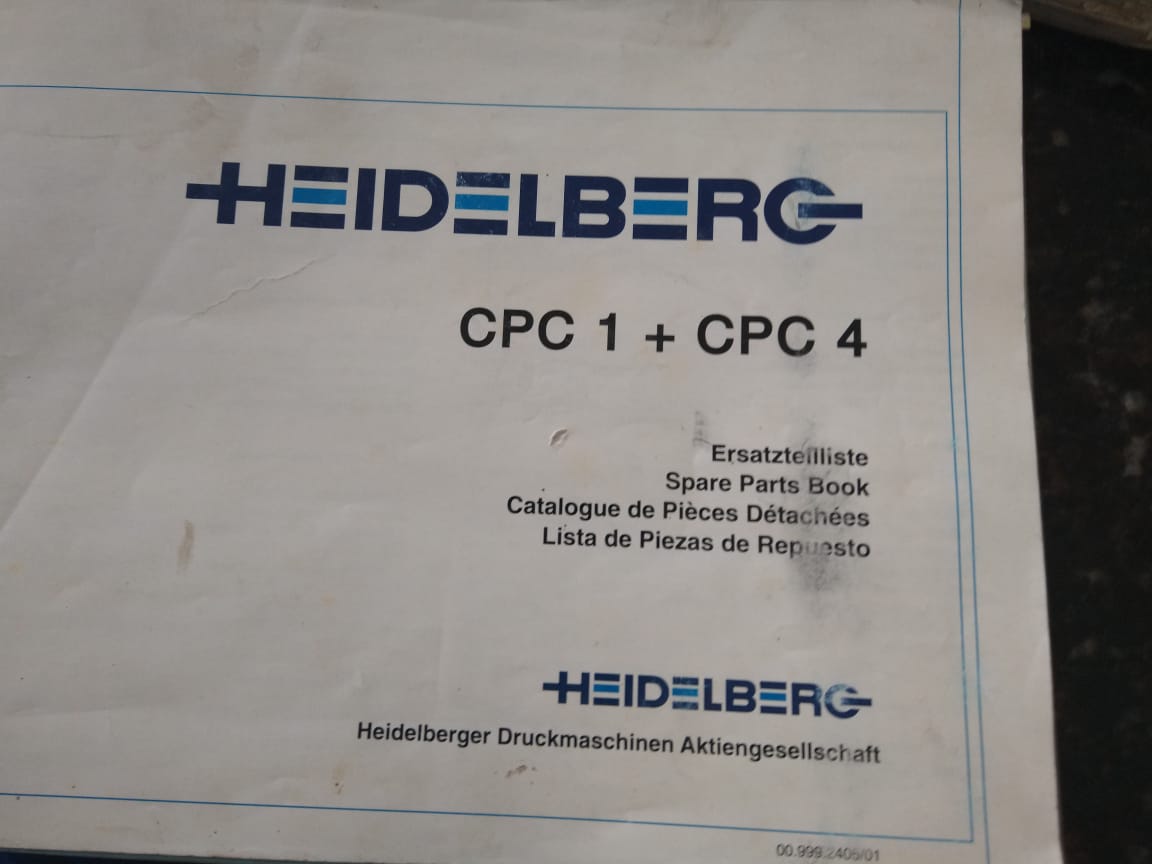 HEIDELBERG
CPC 1 + CPC 4
Ersatzteilliste
Spare Parts Book
Catalogue de Pièces Détachées
Lista de Piezas de Repuesto
HEIDELBERG
Heidelberger Druckmaschinen Aktiengesellschaft
00.999.2406/01